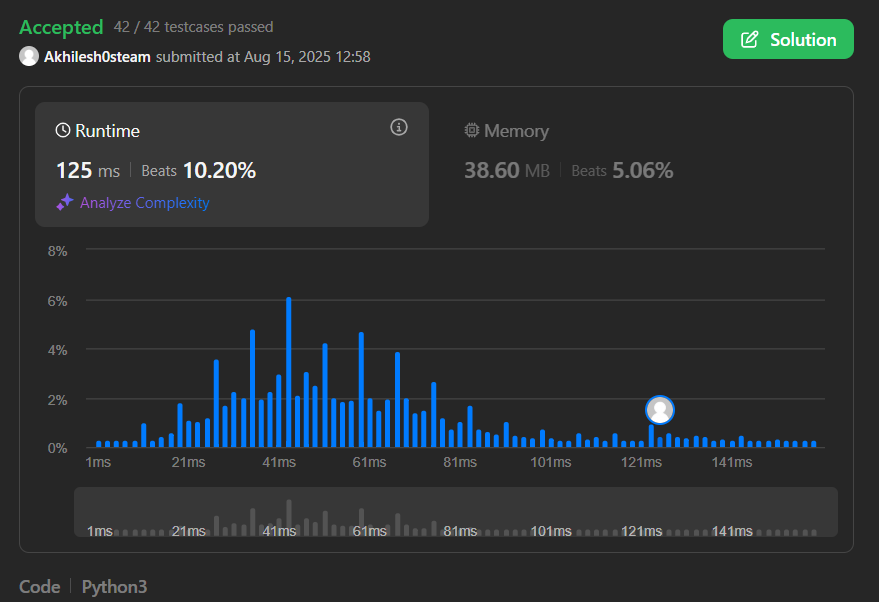 Accepted 42 / 42 testcases passed
Akhilesh0steam submitted at Aug 15, 2025 12:58
Solution
Runtime
125 ms Beats 10.20%
Analyze Complexity
Memory
38.60 MB Beats 5.06%
8%
6%
4%
2%
0%
1ms 21ms 41ms 61ms 81ms 101ms 121ms 141ms
1ms 21ms 41ms 61ms 81ms 101ms 121ms 141ms
Code Python3